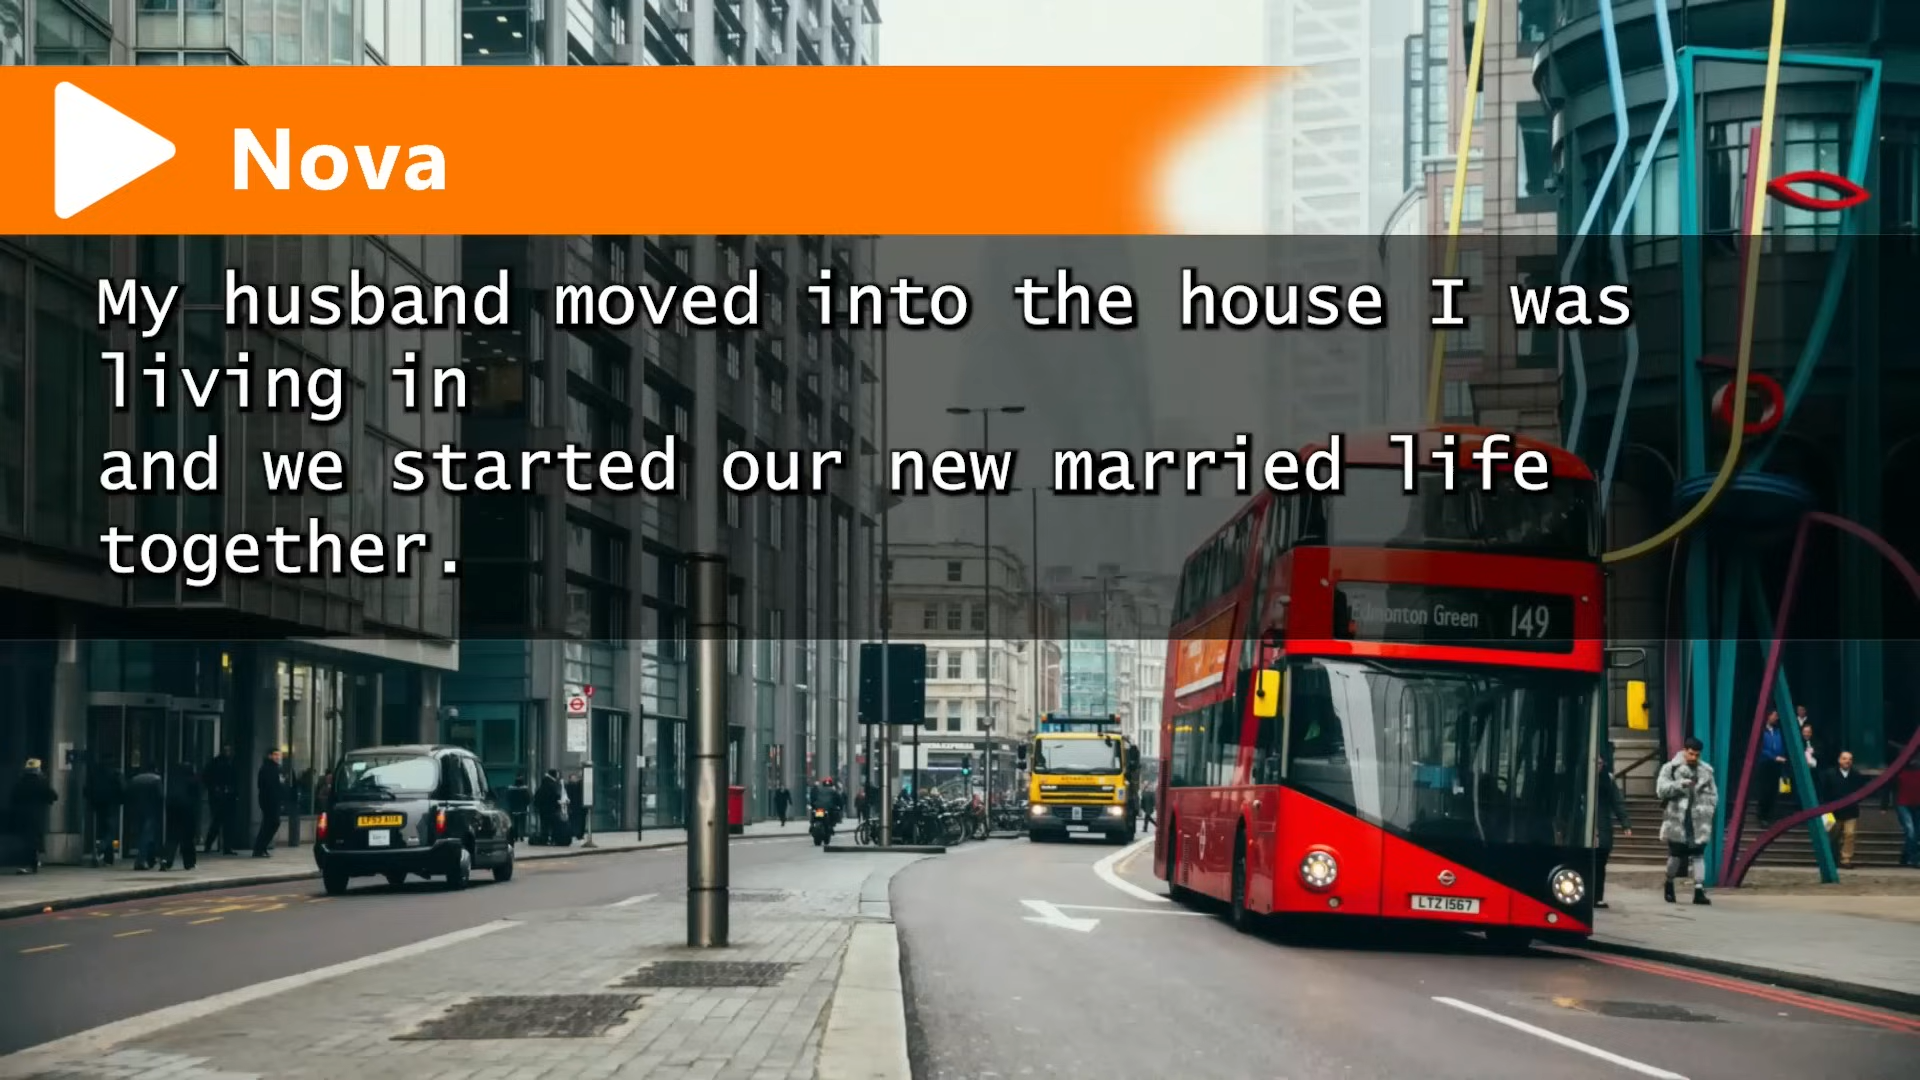 Nova
My husband moved into the house I was
living in
and we started our new married life
together.
Edmonton Green 149
LTZ 1567